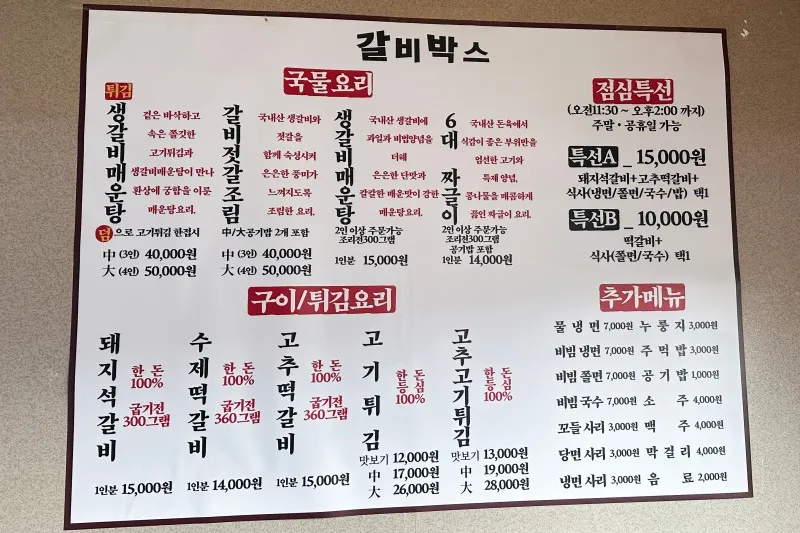 갈비박스
국물요리
튀김
생갈비매운탕
겉은 바삭하고
속은 쫄깃한
고기튀김과
생갈비매운탕이 만나
환상에 궁합을 이룬
매운탕요리.
덤으로 고기튀김 한접시
中 (3인) 40,000원
大 (4인) 50,000원
갈비젓갈조림
국내산 생갈비와
젓갈을
함께 숙성시켜
은은한 풍미가
느껴지도록
조림한 요리.
中/大공기밥 2개 포함
中 (3인) 40,000원
大 (4인) 50,000원
생갈비매운탕
국내산 생갈비에
과일과 비법양념을
더해
은은한 단맛과
칼칼한 매운맛이 강한
매운탕요리.
2인 이상 주문가능
조리전300그램
1인분 15,000원
6대 짜글이
국내산 돈육에서
식감이 좋은 부위만을
엄선한 고기와
특제 양념,
콩나물을 매콤하게
끓인 짜글이 요리.
2인 이상 주문가능
조리전300그램
공기밥 포함
1인분 14,000원
점심특선
(오전11:30 ~ 오후2:00 까지)
주말 · 공휴일 가능
특선A _ 15,000원
돼지석갈비+고추떡갈비+
식사(냉면/쫄면/국수/밥) 택1
특선B _ 10,000원
떡갈비+
식사(쫄면/국수) 택1
구이/튀김요리
돼지석갈비
한돈
100%
굽기전
300그램
1인분 15,000원
수제떡갈비
한돈
100%
굽기전
360그램
1인분 14,000원
고추떡갈비
한돈
100%
굽기전
360그램
1인분 15,000원
고기튀김
한돈
등심
100%
맛보기 12,000원
中 17,000원
大 26,000원
고추고기튀김
한돈
등심
100%
맛보기 13,000원
中 19,000원
大 28,000원
추가메뉴
물냉면 7,000원 누룽지 3,000원
비빔냉면 7,000원 주먹밥 3,000원
비빔쫄면 7,000원 공기밥 1,000원
비빔국수 7,000원 소주 4,000원
꼬들사리 3,000원 맥주 4,000원
당면사리 3,000원 막걸리 4,000원
냉면사리 3,000원 음료 2,000원